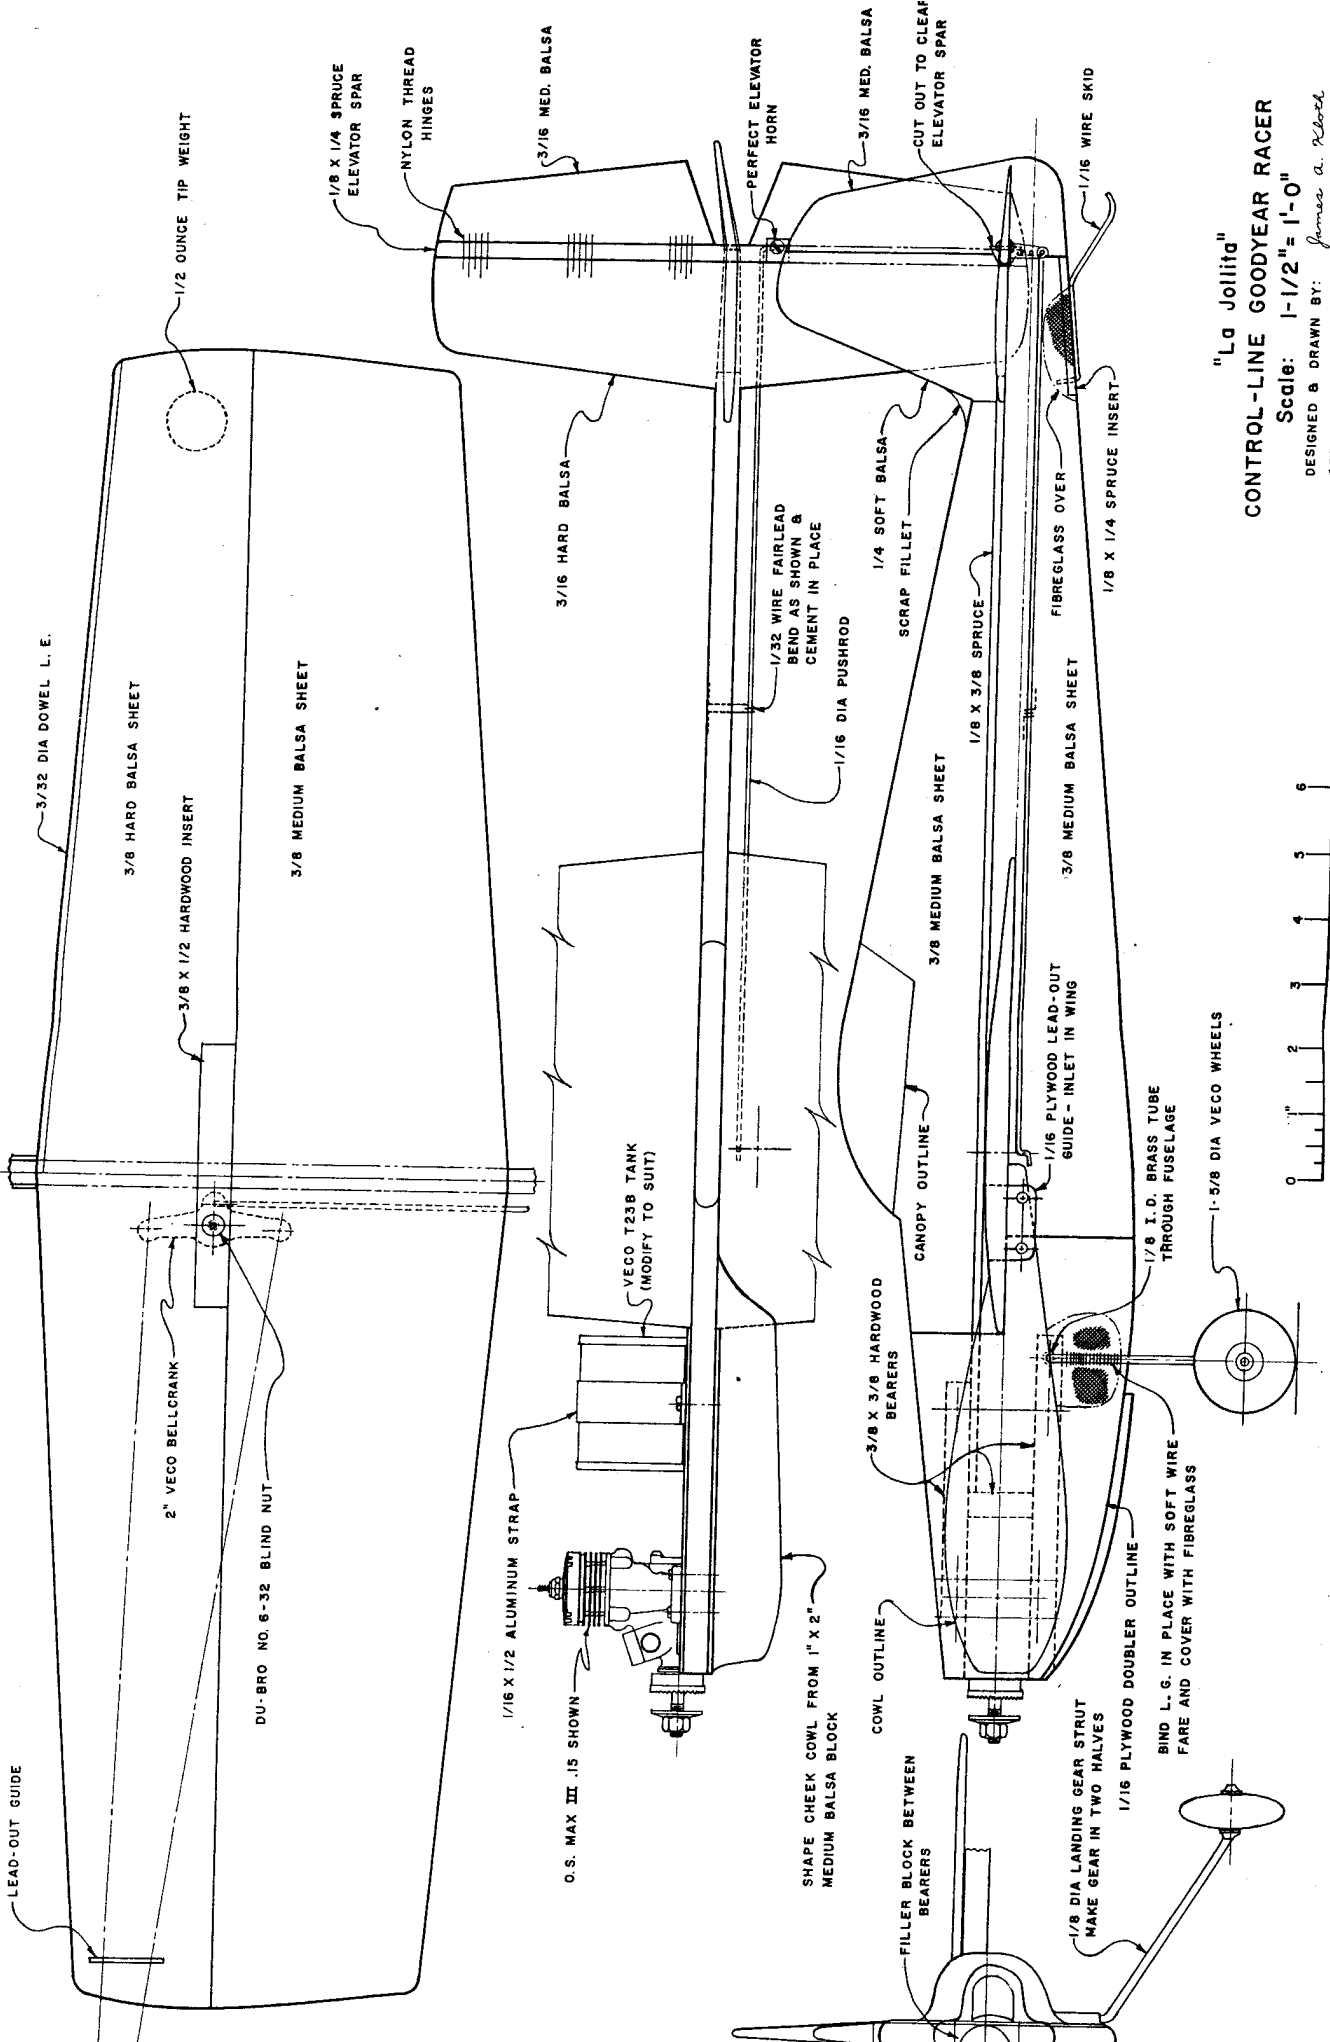 LEAD-OUT GUIDE
2" VECO BELLCRANK
DU-BRO NO. 6-32 BLIND NUT
3/8 X 1/2 HARDWOOD INSERT
3/32 DIA DOWEL L. E.
3/8 HARD BALSA SHEET
3/8 MEDIUM BALSA SHEET
1/2 OUNCE TIP WEIGHT
1/8 X 1/4 SPRUCE
ELEVATOR SPAR
NYLON THREAD
HINGES
3/16 MED. BALSA
3/16 HARD BALSA
O.S. MAX III .15 SHOWN
1/16 X 1/2 ALUMINUM STRAP
VECO T23B TANK
(MODIFY TO SUIT)
SHAPE CHEEK COWL FROM 1" X 2"
MEDIUM BALSA BLOCK
1/16 DIA PUSHROD
1/32 WIRE FAIRLEAD
BEND AS SHOWN &
CEMENT IN PLACE
PERFECT ELEVATOR
HORN
3/16 MED. BALSA
CUT OUT TO CLEAR
ELEVATOR SPAR
1/16 WIRE SKID
1/4 SOFT BALSA
SCRAP FILLET
1/8 X 3/8 SPRUCE
FIBREGLASS OVER
1/8 X 1/4 SPRUCE INSERT
3/8 MEDIUM BALSA SHEET
3/8 MEDIUM BALSA SHEET
CANOPY OUTLINE
3/8 X 3/8 HARDWOOD
BEARERS
COWL OUTLINE
FILLER BLOCK BETWEEN
BEARERS
1/16 PLYWOOD LEAD-OUT
GUIDE - INLET IN WING
1/8 I.D. BRASS TUBE
THROUGH FUSELAGE
1-5/8 DIA VECO WHEELS
1/8 DIA LANDING GEAR STRUT
MAKE GEAR IN TWO HALVES
1/16 PLYWOOD DOUBLER OUTLINE
BIND L. G. IN PLACE WITH SOFT WIRE
FARE AND COVER WITH FIBREGLASS
0 1" 2 3 4 5 6
"La Jollita"
CONTROL-LINE GOODYEAR RACER
Scale: 1-1/2" = 1'-0"
DESIGNED & DRAWN BY: James A. Kloth